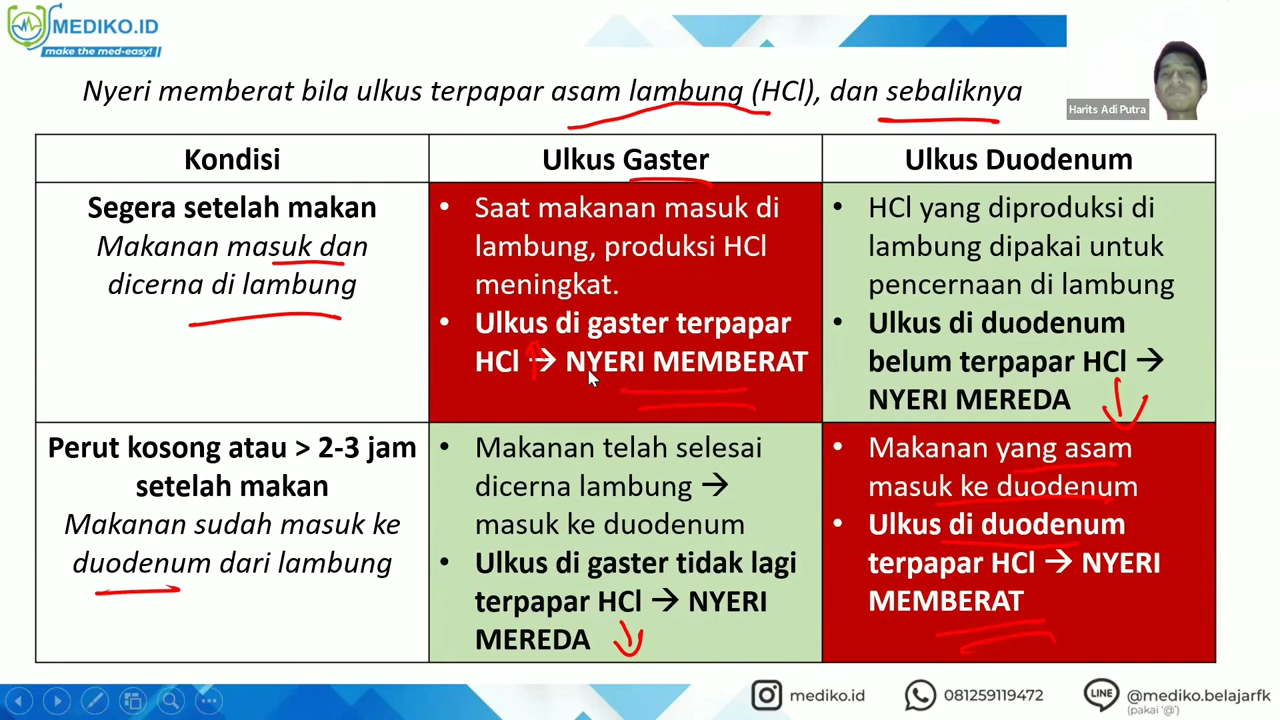 MEDIKO.ID
make the med-easy!
Nyeri memberat bila ulkus terpapar asam lambung (HCl), dan sebaliknya
Harits Adi Putra
Kondisi
Ulkus Gaster
Ulkus Duodenum
Segera setelah makan
Makanan masuk dan
dicerna di lambung
• Saat makanan masuk di
lambung, produksi HCl
meningkat.
• Ulkus di gaster terpapar
HCl → NYERI MEMBERAT
• HCl yang diproduksi di
lambung dipakai untuk
pencernaan di lambung
• Ulkus di duodenum
belum terpapar HCl →
NYERI MEREDA
Perut kosong atau > 2-3 jam
setelah makan
Makanan sudah masuk ke
duodenum dari lambung
• Makanan telah selesai
dicerna lambung →
masuk ke duodenum
• Ulkus di gaster tidak lagi
terpapar HCl → NYERI
MEREDA
• Makanan yang asam
masuk ke duodenum
• Ulkus di duodenum
terpapar HCl → NYERI
MEMBERAT
mediko.id
081259119472
LINE
@mediko.belajarfk
(pakai '@')